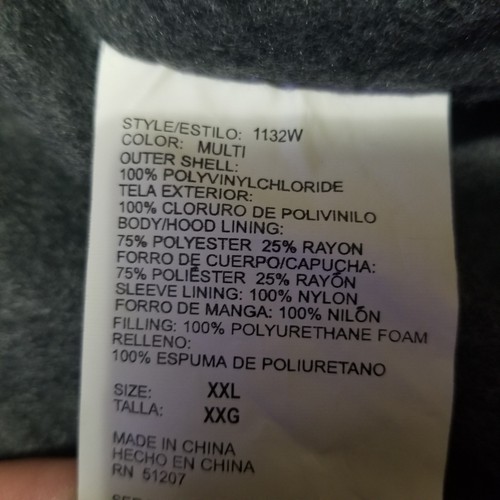 STYLE/ESTILO: 1132W
COLOR: MULTI
OUTER SHELL:
100% POLYVINYLCHLORIDE
TELA EXTERIOR:
100% CLORURO DE POLIVINILO
BODY/HOOD LINING:
75% POLYESTER 25% RAYON
FORRO DE CUERPO/CAPUCHA:
75% POLIÉSTER 25% RAYÓN
SLEEVE LINING: 100% NYLON
FORRO DE MANGA: 100% NILÓN
FILLING: 100% POLYURETHANE FOAM
RELLENO:
100% ESPUMA DE POLIURETANO
SIZE: XXL
TALLA: XXG
MADE IN CHINA
HECHO EN CHINA
RN 51207